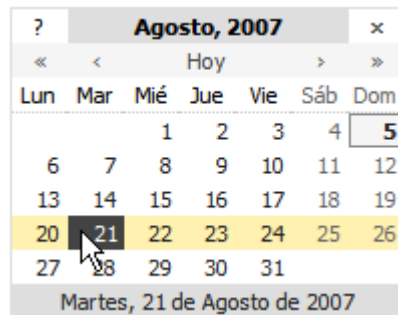 ? Agosto, 2007 ×
« ‹ Hoy › »
Lun Mar Mié Jue Vie Sáb Dom
1 2 3 4 5
6 7 8 9 10 11 12
13 14 15 16 17 18 19
20 21 22 23 24 25 26
27 28 29 30 31
Martes, 21 de Agosto de 2007